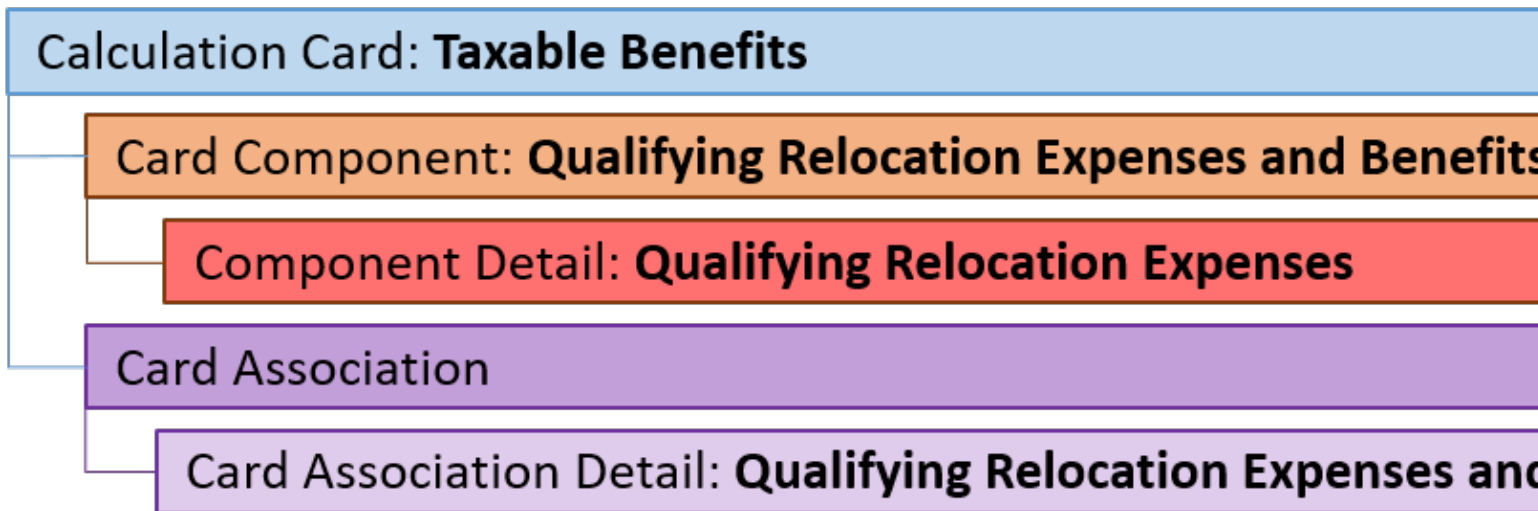 Calculation Card: Taxable Benefits
Card Component: Qualifying Relocation Expenses and Benefits
Component Detail: Qualifying Relocation Expenses
Card Association
Card Association Detail: Qualifying Relocation Expenses and